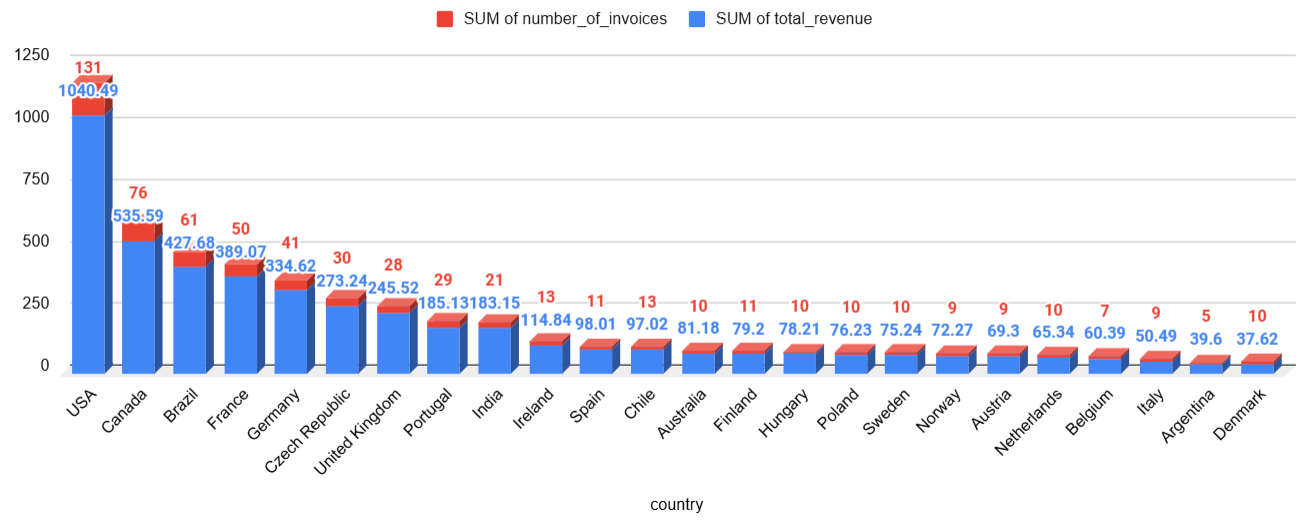 SUM of number_of_invoices SUM of total_revenue
1250
1000
750
500
250
0
131 76 61 50 41 30 28 29 21 13 11 13 10 11 10 10 10 9 9 10 7 9 5 10
1040.49 535.59 427.68 389.07 334.62 273.24 245.52 185.13 183.15 114.84 98.01 97.02 81.18 79.2 78.21 76.23 75.24 72.27 69.3 65.34 60.39 50.49 39.6 37.62
USA Canada Brazil France Germany Czech Republic United Kingdom Portugal India Ireland Spain Chile Australia Finland Hungary Poland Sweden Norway Austria Netherlands Belgium Italy Argentina Denmark
country